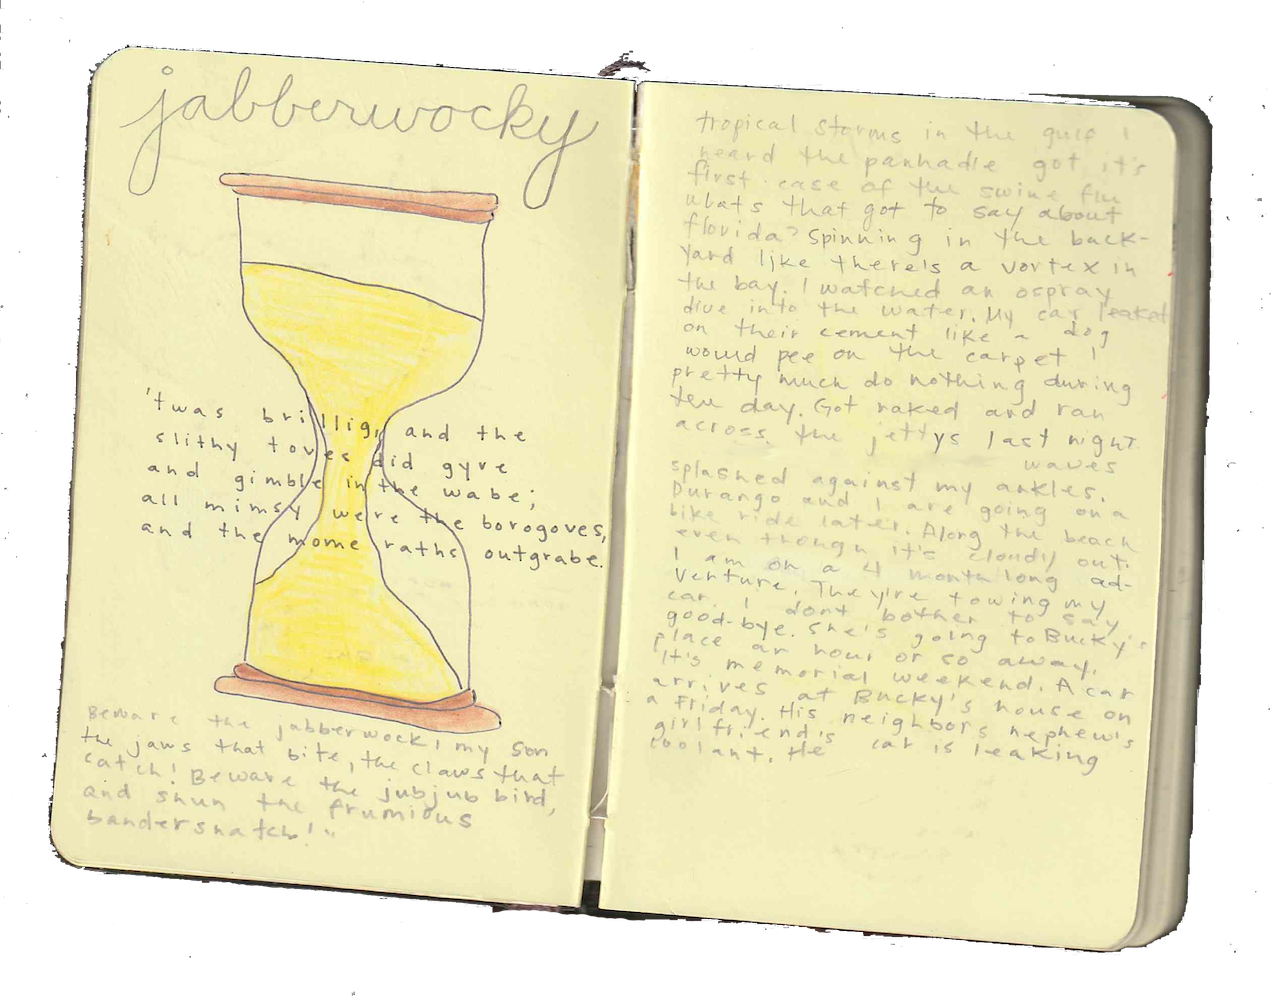 jabberwocky
'twas brillig, and the
slithy toves did gyre
and gimble in the wabe;
all mimsy were the borogoves,
and the mome raths outgrabe.
Beware the jabberwock, my son
the jaws that bite, the claws that
catch! Beware the jubjub bird,
and shun the frumious
bandersnatch!"
tropical storms in the gulf I
heard the panhadle got it's
first case of the swine flu
whats that got to say about
florida? Spinning in the back-
yard like there's a vortex in
the bay. I watched an ospray
dive into the water. My car leaked
on their cement like a dog
would pee on the carpet I
pretty much do nothing during
the day. Got naked and ran
across the jettys last night.
waves
splashed against my ankles.
Durango and I are going on a
bike ride later. Along the beach
even though it's cloudy out.
I am on a 4 month long ad-
venture. They're towing my
car. I dont bother to say
good-bye. She's going to Bucky's
place an hour or so away.
It's memorial weekend. A car
arrives at Bucky's house on
a Friday. His neighbors nephew's
girlfriend's car is leaking
coolant. He